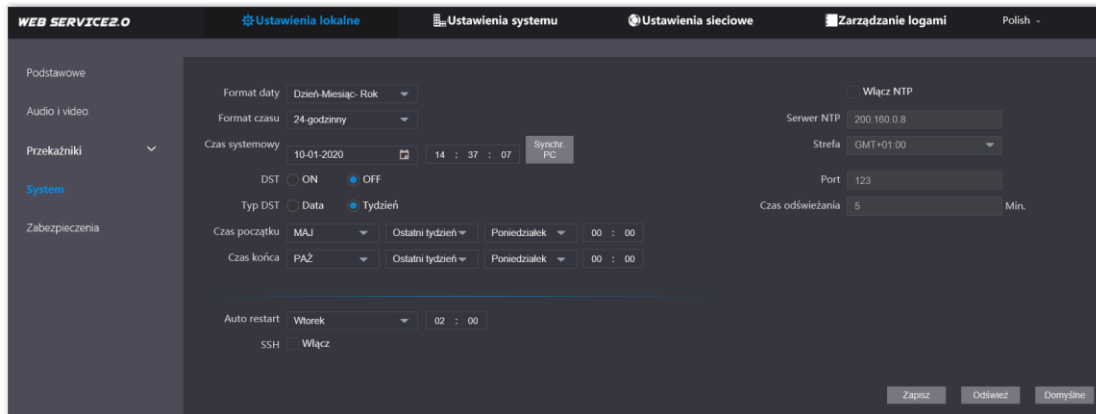 WEB SERVICE2.0 Ustawienia lokalne Ustawienia systemu Ustawienia sieciowe Zarządzanie logami Polish
Podstawowe
Audio i video
Przekaźniki
System
Zabezpieczenia
Format daty Dzień-Miesiąc- Rok
Format czasu 24-godzinny
Czas systemowy 10-01-2020 14 : 37 : 07 Synchr. PC
DST ON OFF
Typ DST Data Tydzień
Czas początku MAJ Ostatni tydzień Poniedziałek 00 : 00
Czas końca PAŹ Ostatni tydzień Poniedziałek 00 : 00
Auto restart Wtorek 02 : 00
SSH Włącz
Włącz NTP
Serwer NTP 200.160.0.8
Strefa GMT+01:00
Port 123
Czas odświeżania 5 Min.
Zapisz Odśwież Domyślne